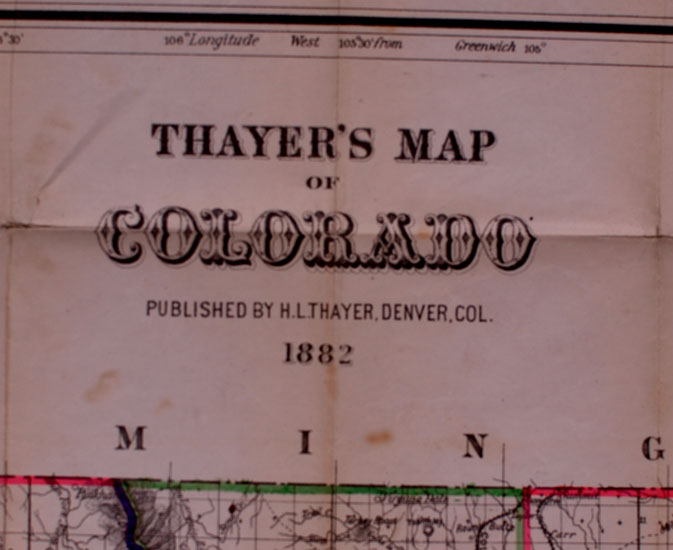 106° Longitude West 105°30' from Greenwich 105°
THAYER'S MAP
OF
COLORADO
PUBLISHED BY H.L.THAYER, DENVER, COL.
1882
M I N G